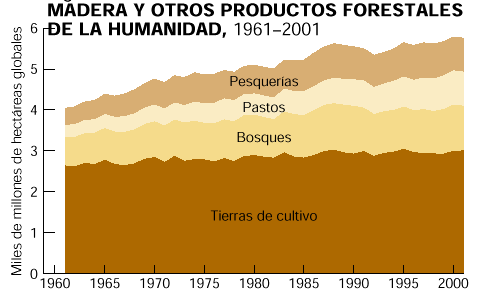 MADERA Y OTROS PRODUCTOS FORESTALES
DE LA HUMANIDAD, 1961–2001
Miles de millones de hectáreas globales
6
5
4
3
2
1
0
Pesquerías
Pastos
Bosques
Tierras de cultivo
1960 1965 1970 1975 1980 1985 1990 1995 2000